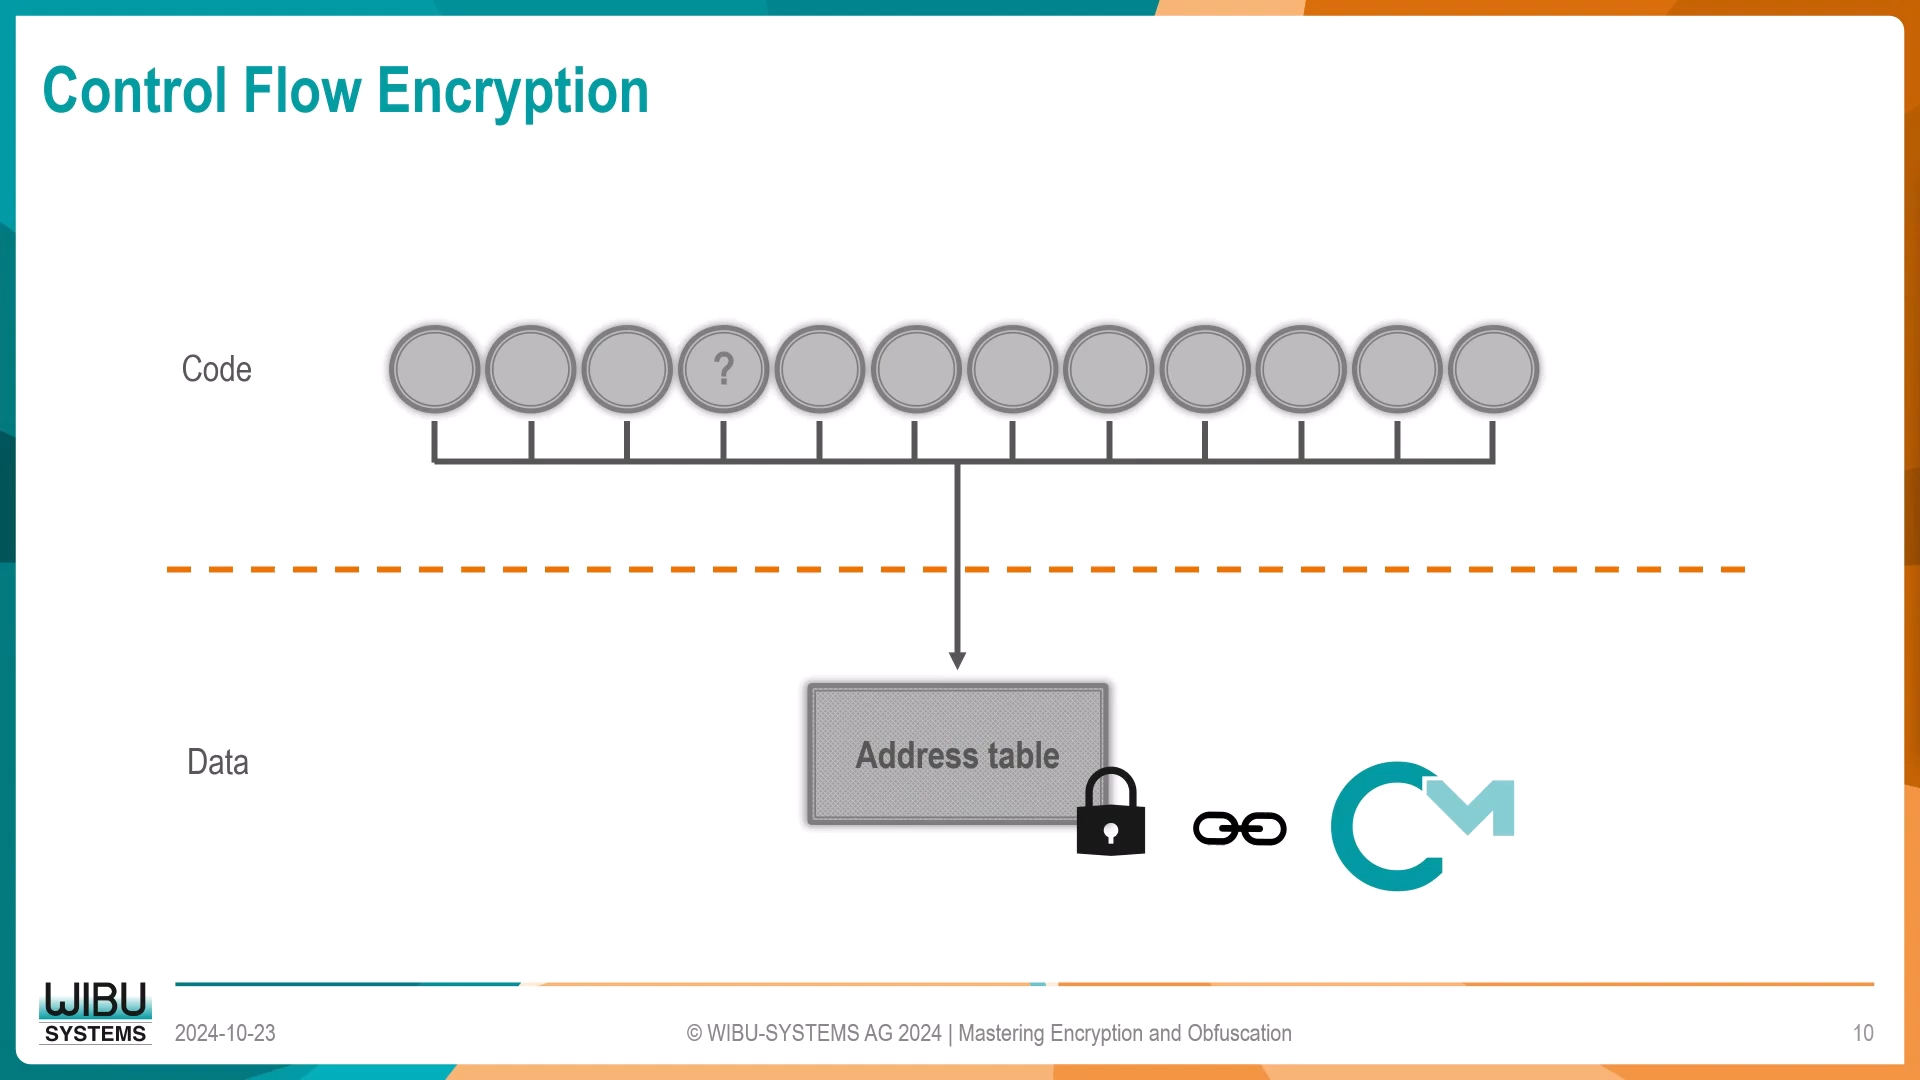 Control Flow Encryption
Code
?
Address table
Data
CM
WIBU
SYSTEMS
2024-10-23
© WIBU-SYSTEMS AG 2024 | Mastering Encryption and Obfuscation
10